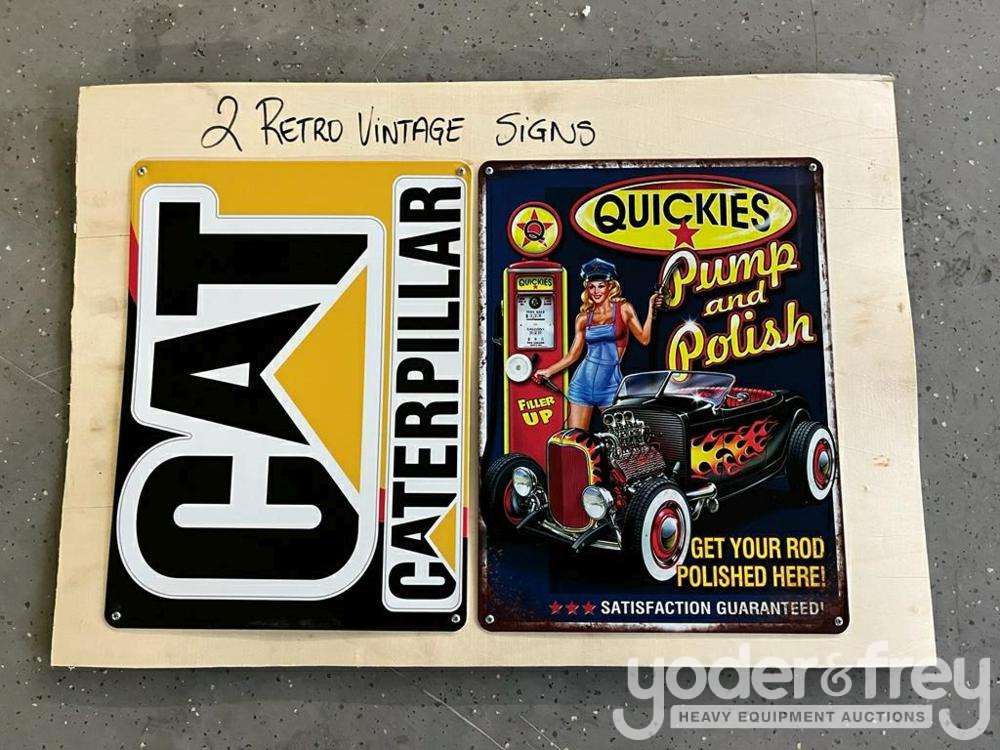 2 RETRO VINTAGE SIGNS
CAT
CATERPILLAR
QUICKIES
Pump
and
Polish
Q
QUICKIES
FILLER
UP
GET YOUR ROD
POLISHED HERE!
SATISFACTION GUARANTEED!
yoder&frey
HEAVY EQUIPMENT AUCTIONS